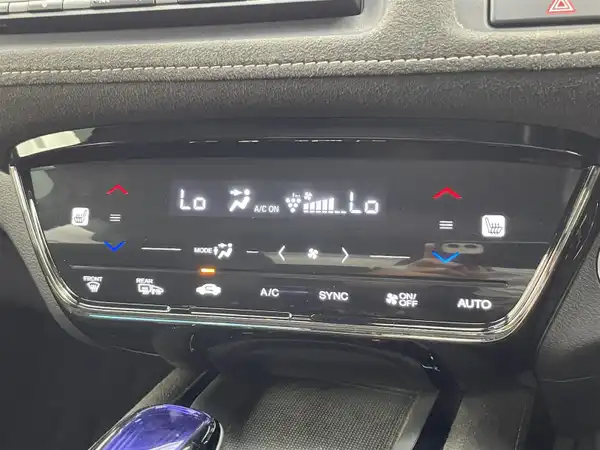 Lo A/C ON Lo
MODE
FRONT REAR A/C SYNC ON/OFF AUTO